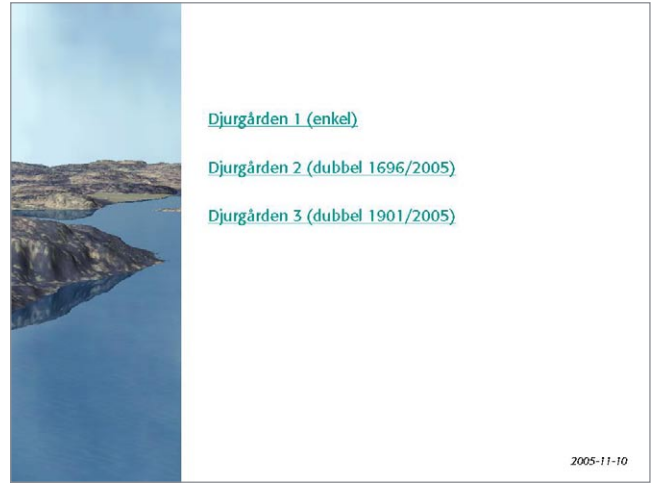 Djurgården 1 (enkel)
Djurgården 2 (dubbel 1696/2005)
Djurgården 3 (dubbel 1901/2005)
2005-11-10